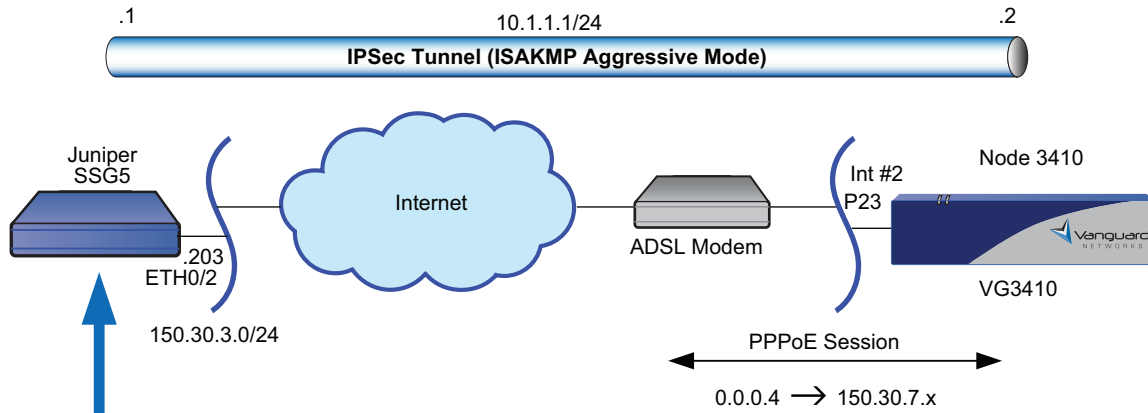 .1
10.1.1.1/24
.2
IPSec Tunnel (ISAKMP Aggressive Mode)
Juniper
SSG5
.203
ETH0/2
150.30.3.0/24
Internet
ADSL Modem
Int #2
P23
Node 3410
Vanguard
NETWORKS
VG3410
PPPoE Session
0.0.0.4 → 150.30.7.x